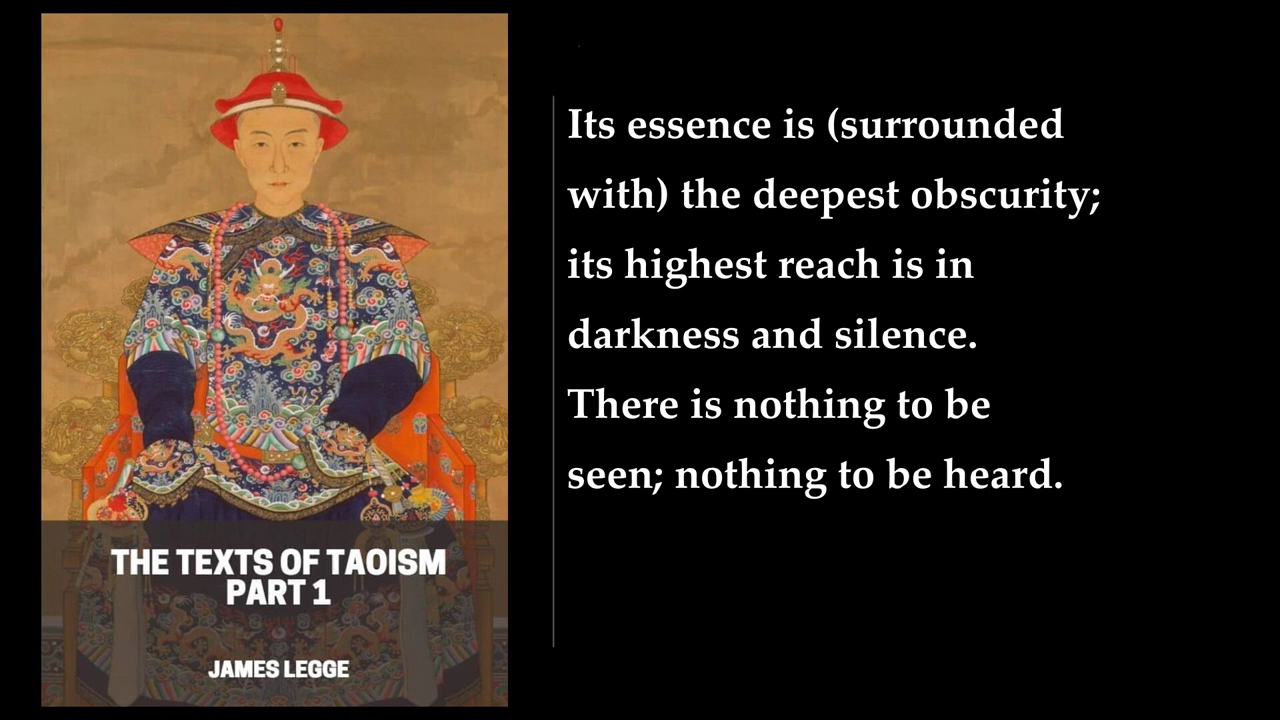 THE TEXTS OF TAOISM
PART 1
JAMES LEGGE
Its essence is (surrounded
with) the deepest obscurity;
its highest reach is in
darkness and silence.
There is nothing to be
seen; nothing to be heard.